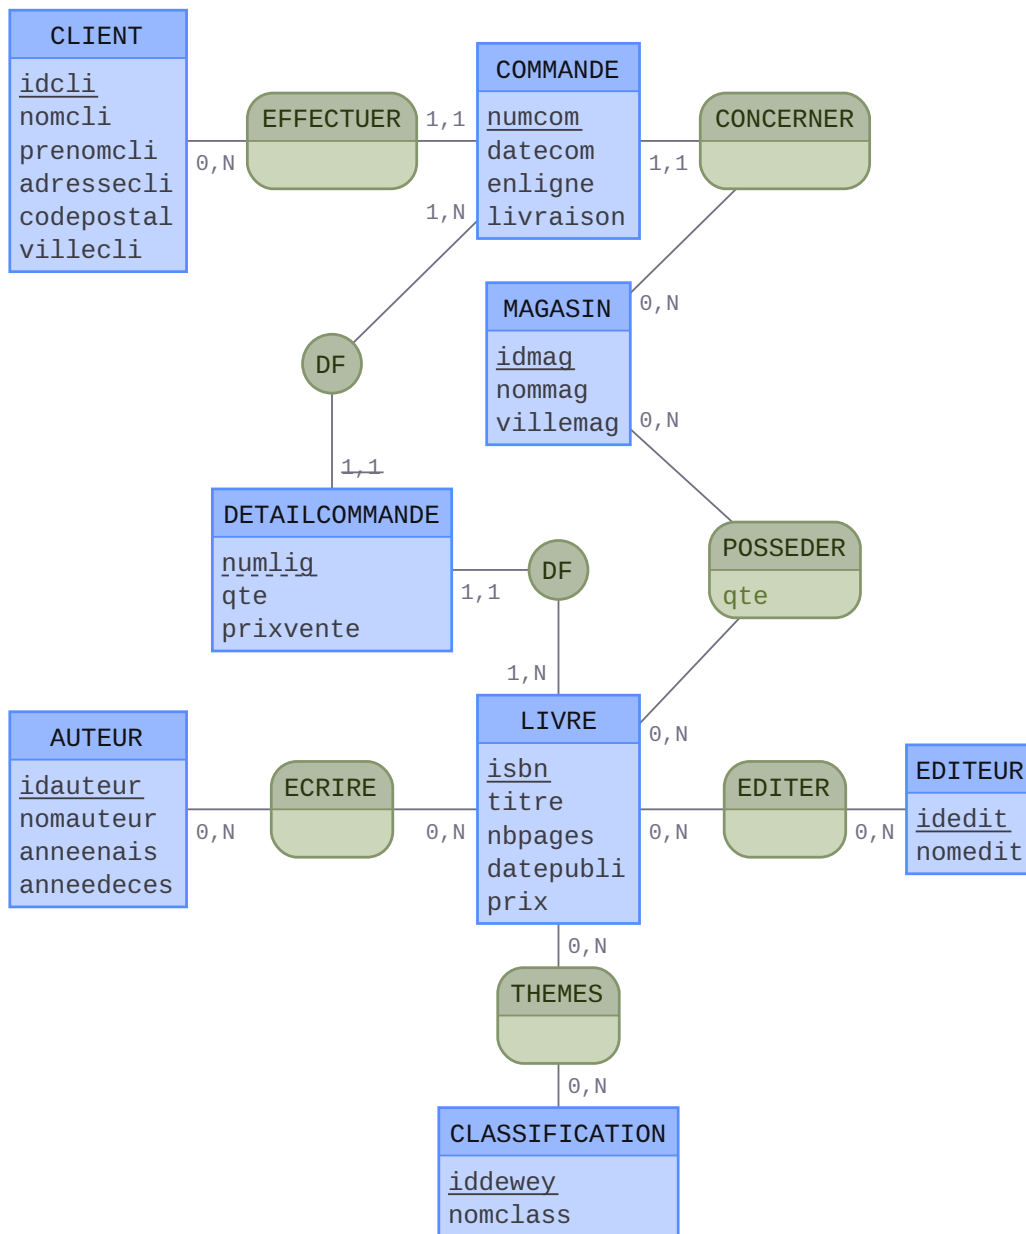 CLIENT
idcli
nomcli
prenomcli
adressecli
codepostal
villecli
0,N
EFFECTUER
1,1
COMMANDE
numcom
datecom
enligne
livraison
1,1
CONCERNER
1,N
0,N
DF
MAGASIN
idmag
nommag
villemag
0,N
1,1
DETAILCOMMANDE
numlig
qte
prixvente
1,1
DF
1,N
POSSEDER
qte
0,N
AUTEUR
idauteur
nomauteur
anneenais
anneedeces
0,N
ECRIRE
0,N
LIVRE
isbn
titre
nbpages
datepubli
prix
0,N
EDITER
0,N
EDITEUR
idedit
nomedit
0,N
THEMES
0,N
CLASSIFICATION
iddewey
nomclass